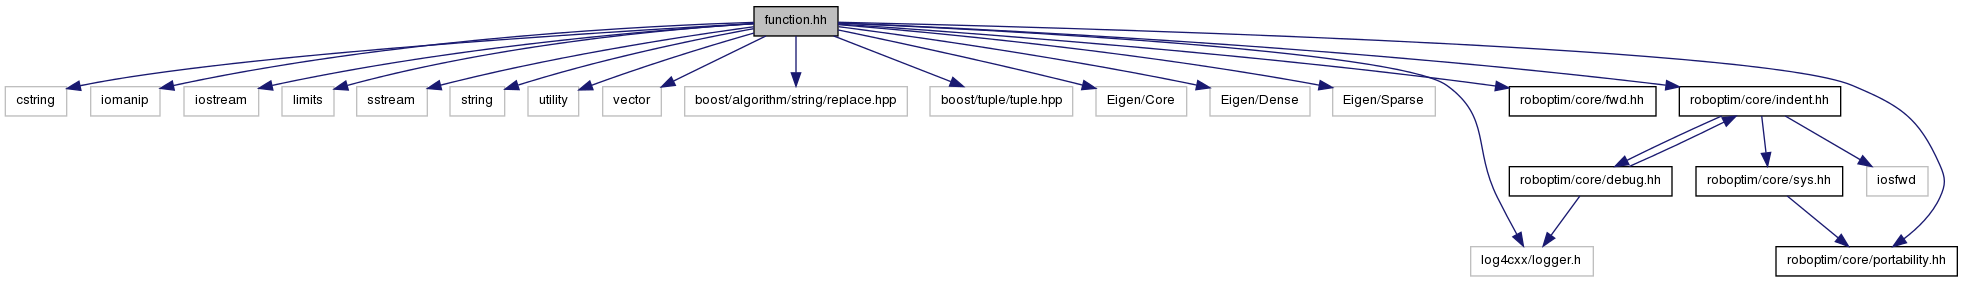 function.hh
cstring
iomanip
iostream
limits
sstream
string
utility
vector
boost/algorithm/string/replace.hpp
boost/tuple/tuple.hpp
Eigen/Core
Eigen/Dense
Eigen/Sparse
roboptim/core/fwd.hh
roboptim/core/indent.hh
roboptim/core/debug.hh
roboptim/core/sys.hh
iosfwd
log4cxx/logger.h
roboptim/core/portability.hh